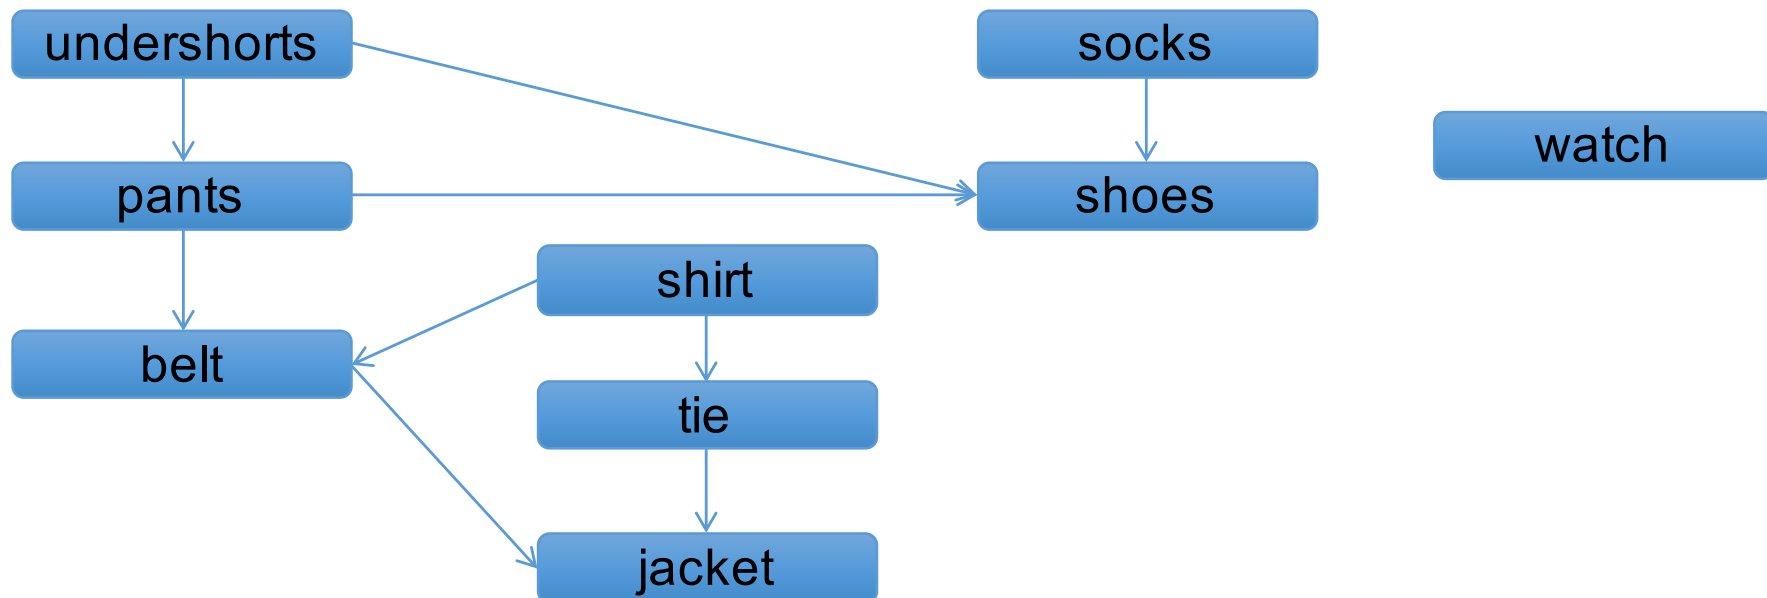 undershorts
socks
watch
pants
shoes
shirt
belt
tie
jacket